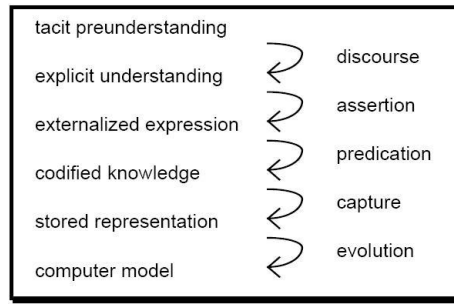 tacit preunderstanding
discourse
explicit understanding
assertion
externalized expression
predication
codified knowledge
capture
stored representation
evolution
computer model